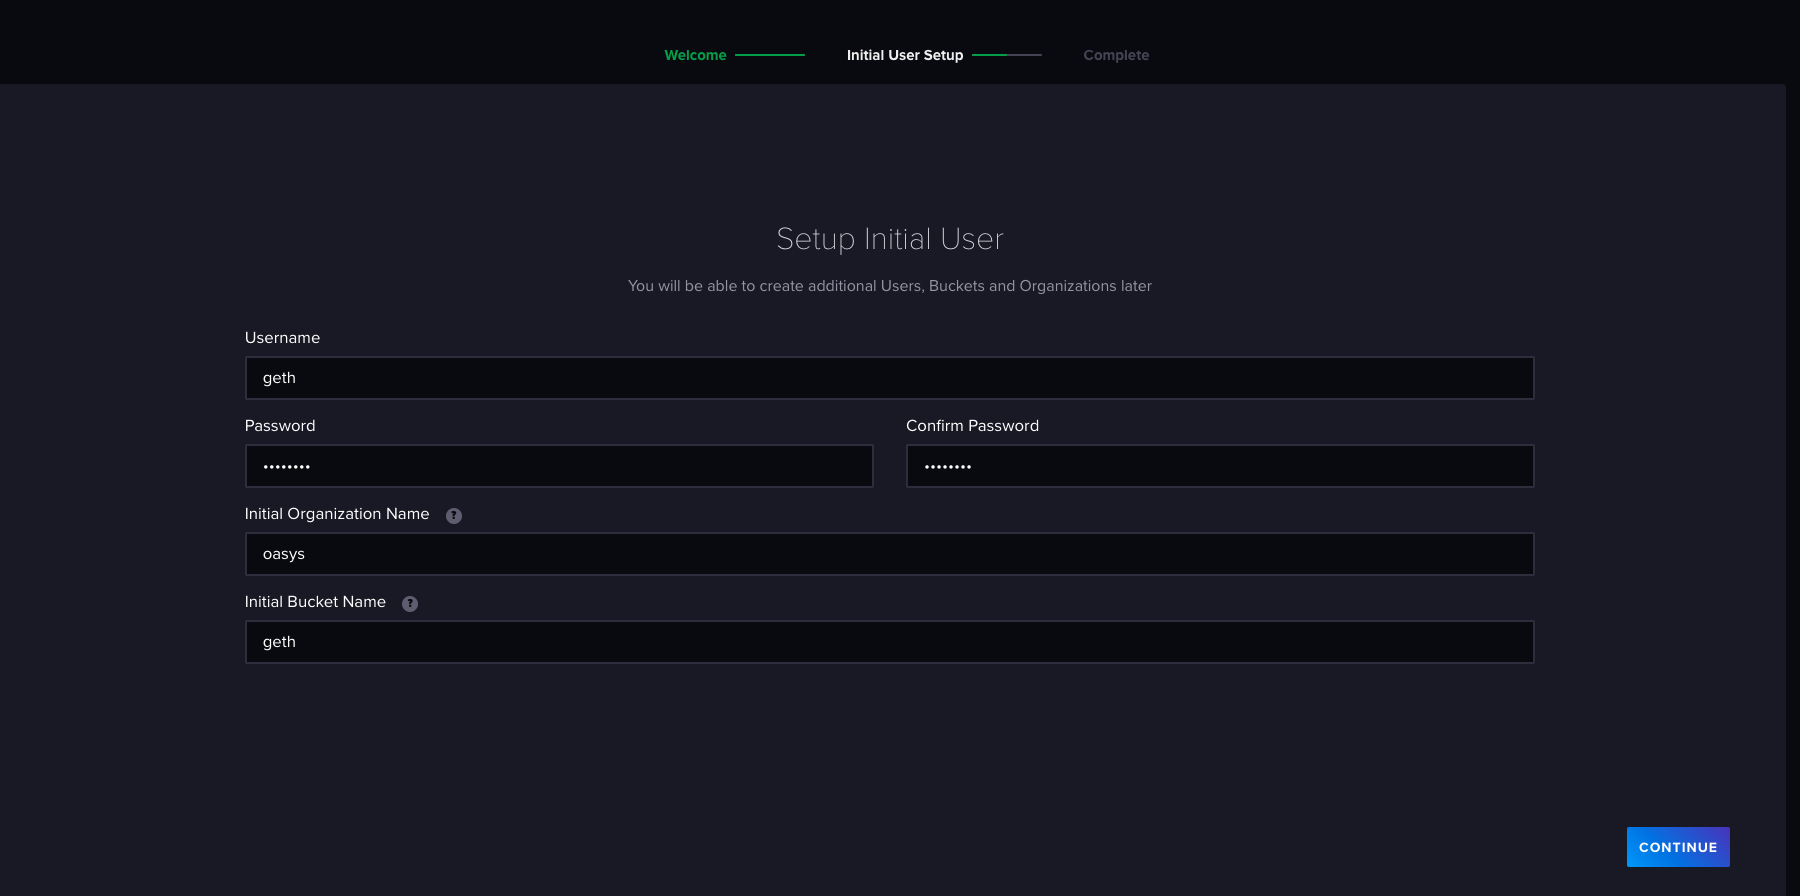 Welcome Initial User Setup Complete
Setup Initial User
You will be able to create additional Users, Buckets and Organizations later
Username
geth
Password Confirm Password
•••••••• ••••••••
Initial Organization Name ?
oasys
Initial Bucket Name ?
geth
CONTINUE